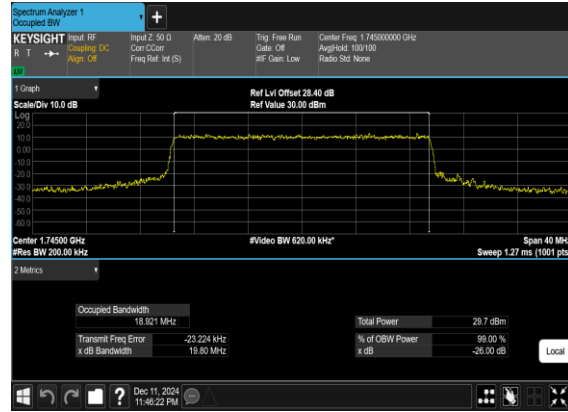 Spectrum Analyzer 1
Occupied BW
+
KEYSIGHT Input: RF Input Z: 50 Ω Atten: 20 dB Trig: Free Run Center Freq: 1.745000000 GHz
R T Coupling: DC Corr CCorr Gate: Off Avg|Hold: 100/100
Align: Off Freq Ref: Int (S) #IF Gain: Low Radio Std: None
LM
1 Graph Ref Lvl Offset 28.40 dB
Scale/Div 10.0 dB Ref Value 30.00 dBm
Log
20.0
10.0
0.00
-10.0
-20.0
-30.0
-40.0
-50.0
-60.0
Center 1.74500 GHz #Video BW 620.00 kHz* Span 40 MHz
#Res BW 200.00 kHz Sweep 1.27 ms (1001 pts)
2 Metrics
Occupied Bandwidth
18.921 MHz Total Power 29.7 dBm
Transmit Freq Error -23.224 kHz % of OBW Power 99.00 %
x dB Bandwidth 19.80 MHz x dB -26.00 dB
Local
? Dec 11, 2024
11:46:22 PM